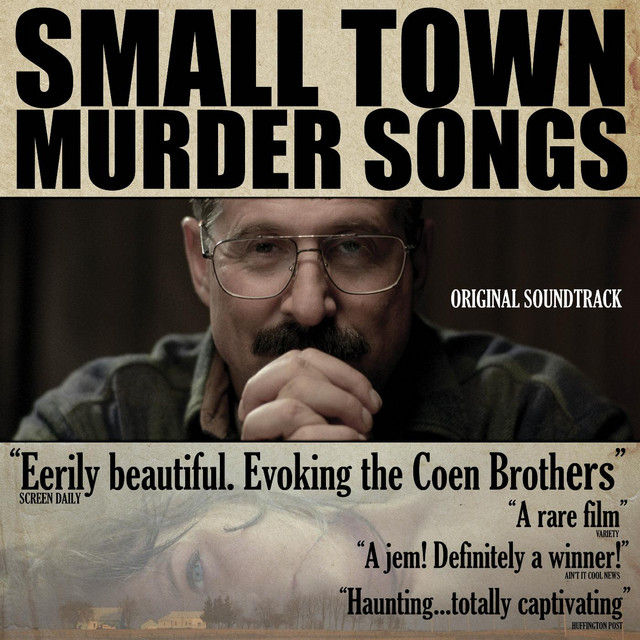 SMALL TOWN
MURDER SONGS
ORIGINAL SOUNDTRACK
“Eerily beautiful. Evoking the Coen Brothers”
SCREEN DAILY
“A rare film”
VARIETY
“A jem! Definitely a winner!”
AIN'T IT COOL NEWS
“Haunting...totally captivating”
HUFFINGTON POST